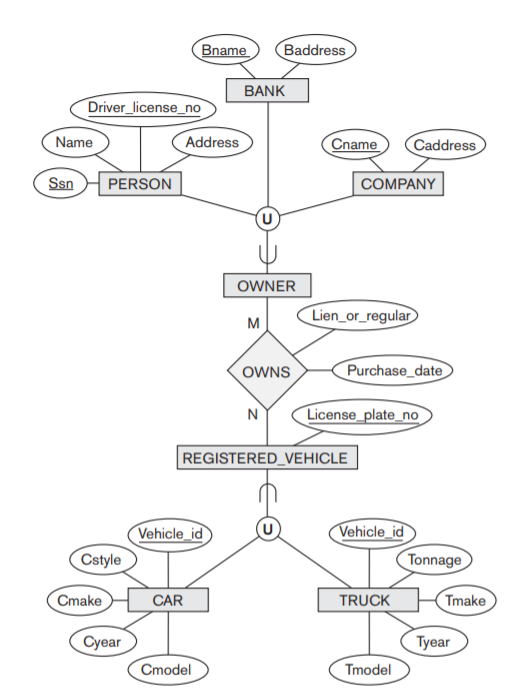 Bname Baddress
BANK
Driver_license_no
Name Address
Cname Caddress
Ssn PERSON COMPANY
U
OWNER
M
Lien_or_regular
OWNS Purchase_date
N
License_plate_no
REGISTERED_VEHICLE
U
Vehicle_id Vehicle_id
Cstyle Tonnage
Cmake CAR TRUCK Tmake
Cyear Tyear
Cmodel Tmodel